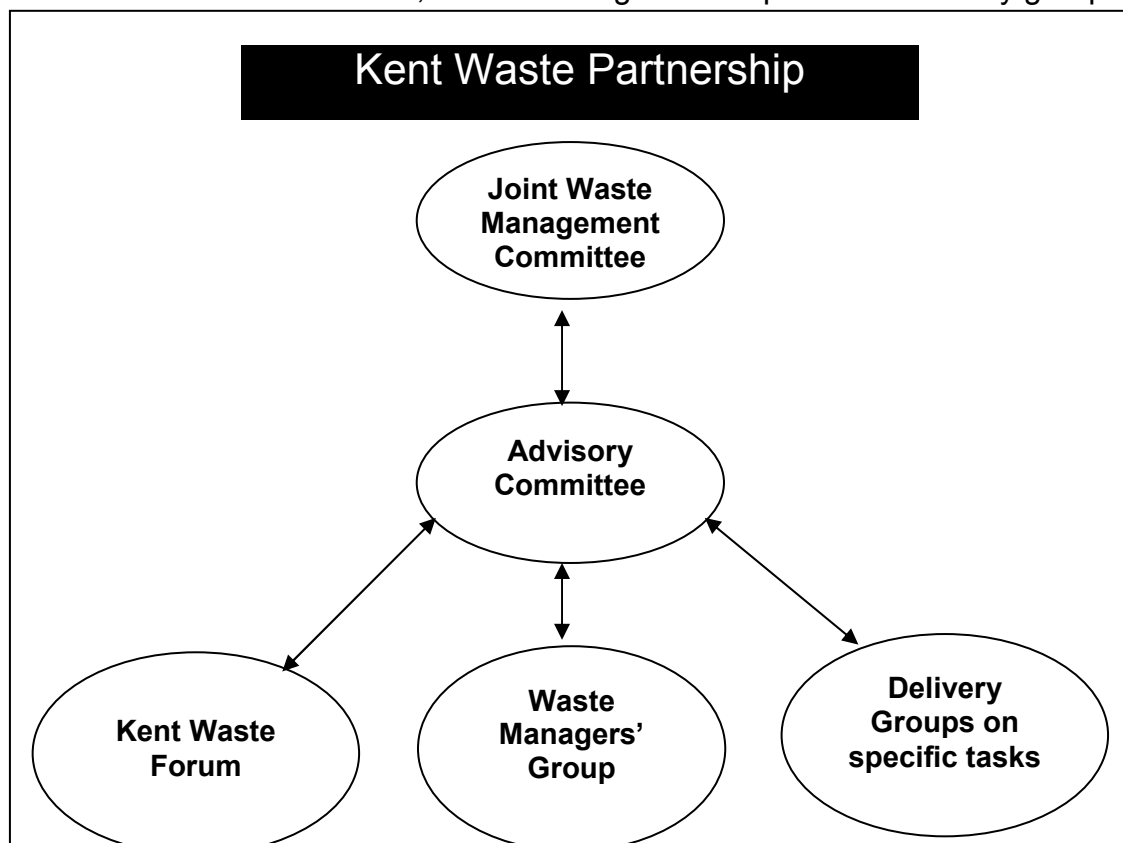 Kent Waste Partnership
Joint Waste
Management
Committee
Advisory
Committee
Kent Waste
Forum
Waste
Managers’
Group
Delivery
Groups on
specific tasks